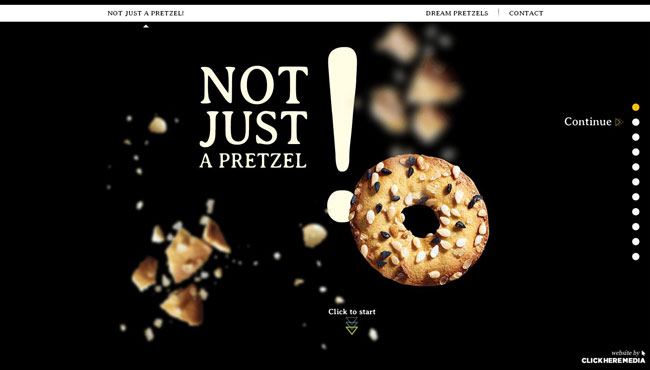 NOT JUST A PRETZEL!
DREAM PRETZELS
CONTACT
NOT
JUST
A PRETZEL
!
Continue
Click to start
website by
CLICKHEREMEDIA